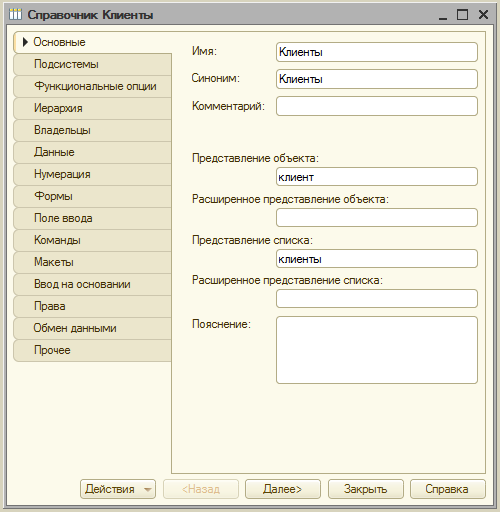 Справочник Клиенты
Основные
Подсистемы
Функциональные опции
Иерархия
Владельцы
Данные
Нумерация
Формы
Поле ввода
Команды
Макеты
Ввод на основании
Права
Обмен данными
Прочее
Имя: Клиенты
Синоним: Клиенты
Комментарий:
Представление объекта:
клиент
Расширенное представление объекта:
Представление списка:
клиенты
Расширенное представление списка:
Пояснение:
Действия <Назад Далее> Закрыть Справка